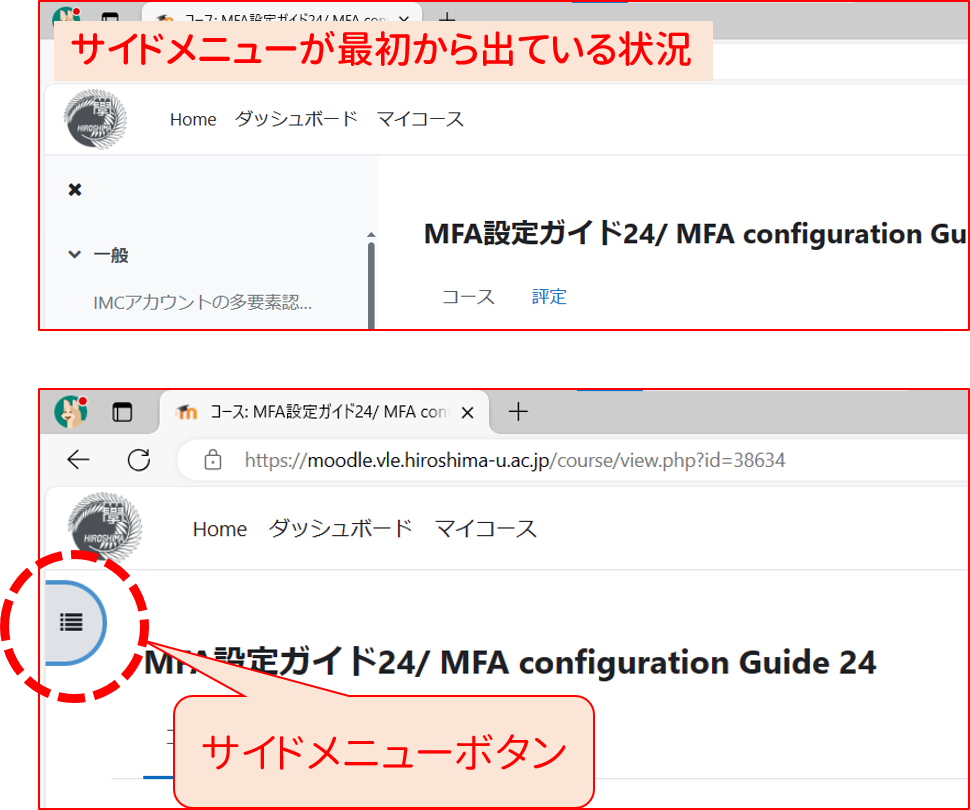 コース: MFA設定ガイド24/ MFA con
サイドメニューが最初から出ている状況
HIROSHIMA
Home ダッシュボード マイコース
一般
IMCアカウントの多要素認...
MFA設定ガイド24/ MFA configuration Gu
コース 評定
コース: MFA設定ガイド24/ MFA con
https://moodle.vle.hiroshima-u.ac.jp/course/view.php?id=38634
HIROSHIMA
Home ダッシュボード マイコース
MFA設定ガイド24/ MFA configuration Guide 24
サイドメニューボタン